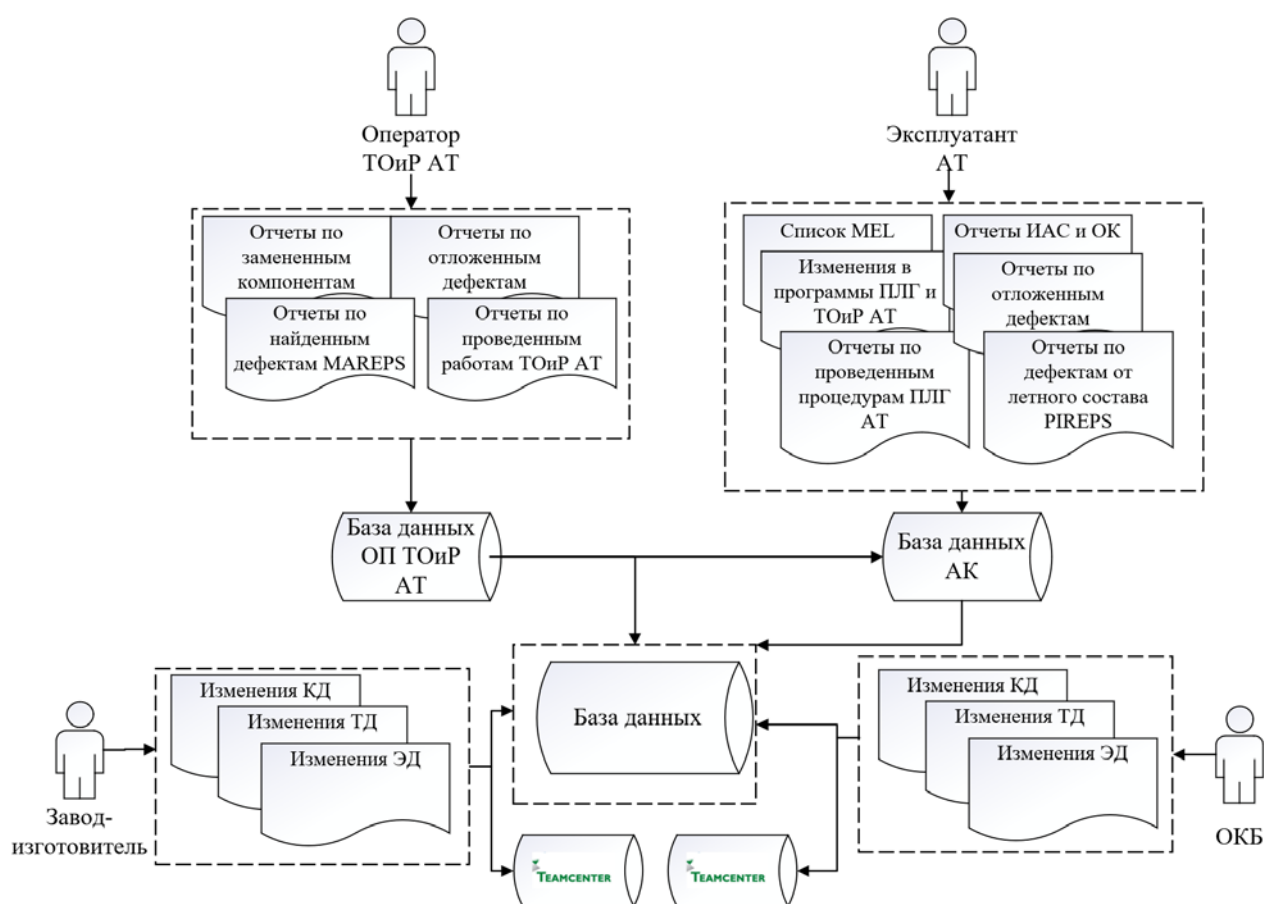 Оператор
ТОиР АТ
Эксплуатант
АТ
Отчеты по
замененным
компонентам
Отчеты по
отложенным
дефектам
Отчеты по
найденным
дефектам MAREPS
Отчеты по
проведенным
работам ТОиР АТ
Список MEL
Отчеты ИАС и ОК
Изменения в
программы ПЛГ и
ТОиР АТ
Отчеты по
отложенным
дефектам
Отчеты по
проведенным
процедурам ПЛГ
АТ
Отчеты по
дефектам от
летного состава
PIREPS
База данных
ОП ТОиР
АТ
База данных
АК
Изменения КД
Изменения ТД
Изменения ЭД
База данных
Изменения КД
Изменения ТД
Изменения ЭД
Завод-
изготовитель
ОКБ
TEAMCENTER
TEAMCENTER